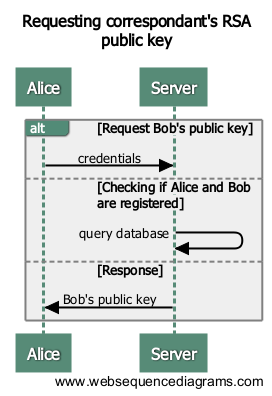 Requesting correspondant's RSA
public key
Alice Server
alt [Request Bob's public key]
credentials
[Checking if Alice and Bob
are registered]
query database
[Response]
Bob's public key
Alice Server
www.websequencediagrams.com